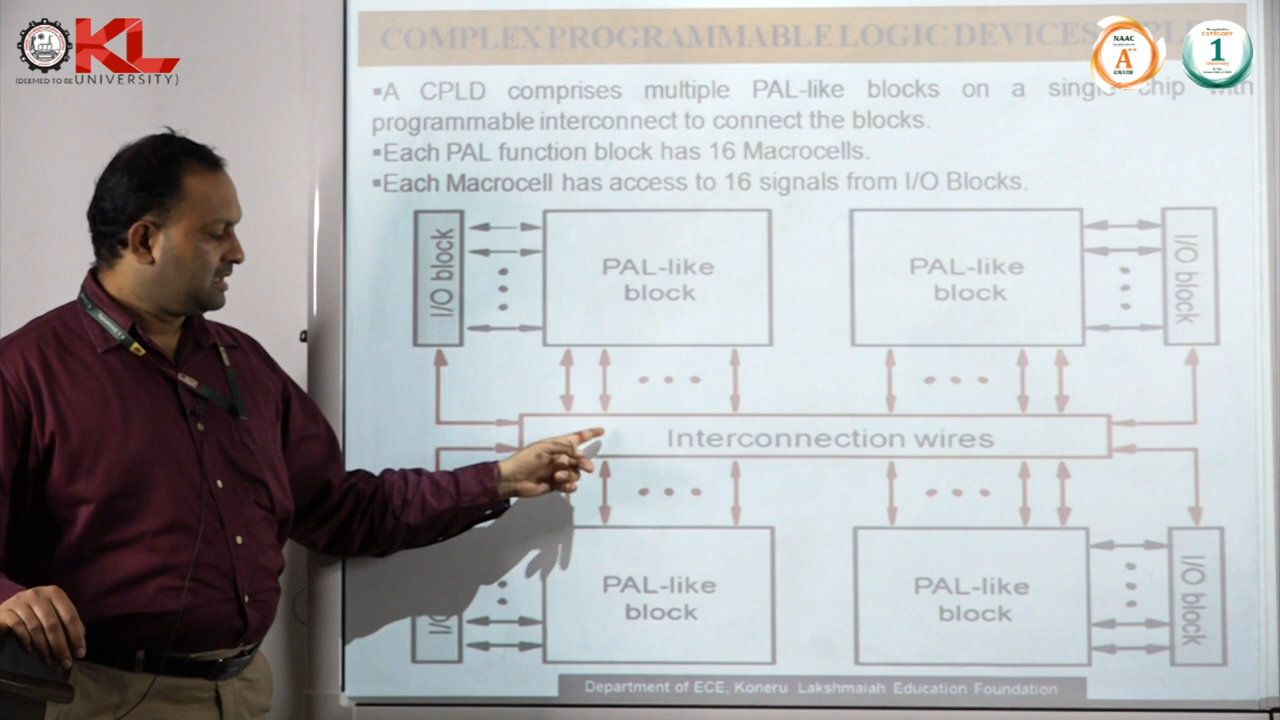 KL
(DEEMED TO BE UNIVERSITY)
NAAC
A++
GRADE
CATEGORY
1
COMPLEX PROGRAMMABLE LOGIC DEVICES
▪A CPLD comprises multiple PAL-like blocks on a single chip with
programmable interconnect to connect the blocks.
▪Each PAL function block has 16 Macrocells.
▪Each Macrocell has access to 16 signals from I/O Blocks.
I/O block
PAL-like
block
PAL-like
block
I/O block
Interconnection wires
PAL-like
block
PAL-like
block
I/O block
Department of ECE, Koneru Lakshmaiah Education Foundation